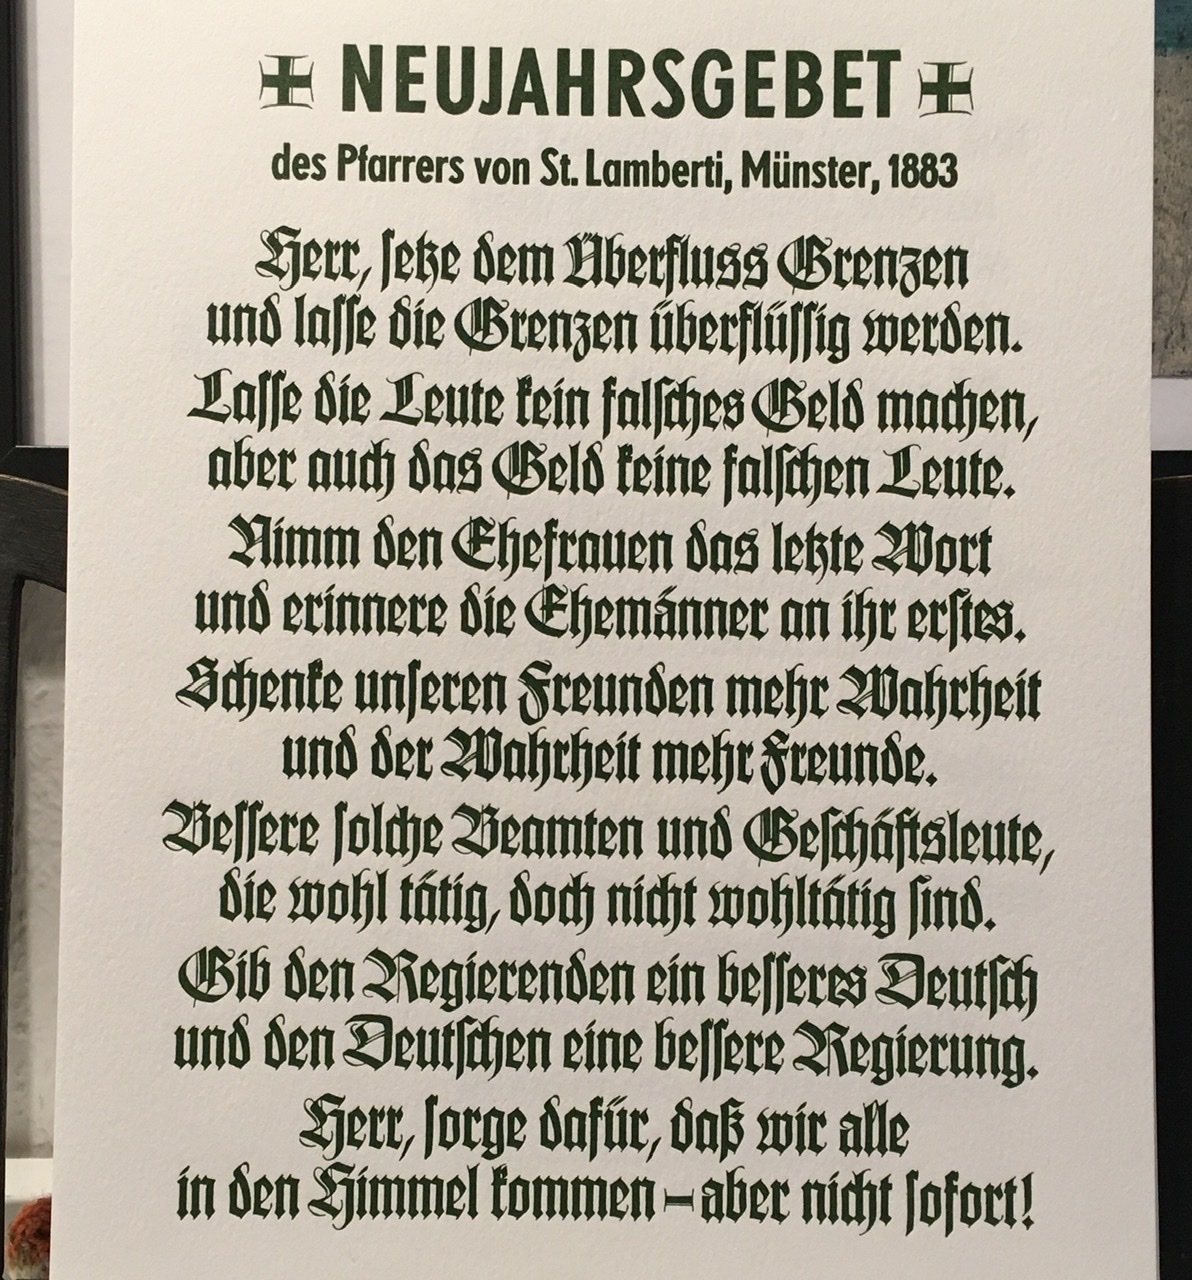 NEUJAHRSGEBET
des Pfarrers von St. Lamberti, Münster, 1883
Herr, ſetze dem Überfluss Grenzen
und laſſe die Grenzen überflüſſig werden.
Laſſe die Leute kein falſches Geld machen,
aber auch das Geld keine falſchen Leute.
Nimm den Ehefrauen das letzte Wort
und erinnere die Ehemänner an ihr erſtes.
Schenke unſeren Freunden mehr Wahrheit
und der Wahrheit mehr Freunde.
Beſſere ſolche Beamten und Geſchäftsleute,
die wohl tätig, doch nicht wohltätig ſind.
Gib den Regierenden ein beſſeres Deutſch
und den Deutſchen eine beſſere Regierung.
Herr, ſorge dafür, daß wir alle
in den Himmel kommen – aber nicht ſofort!